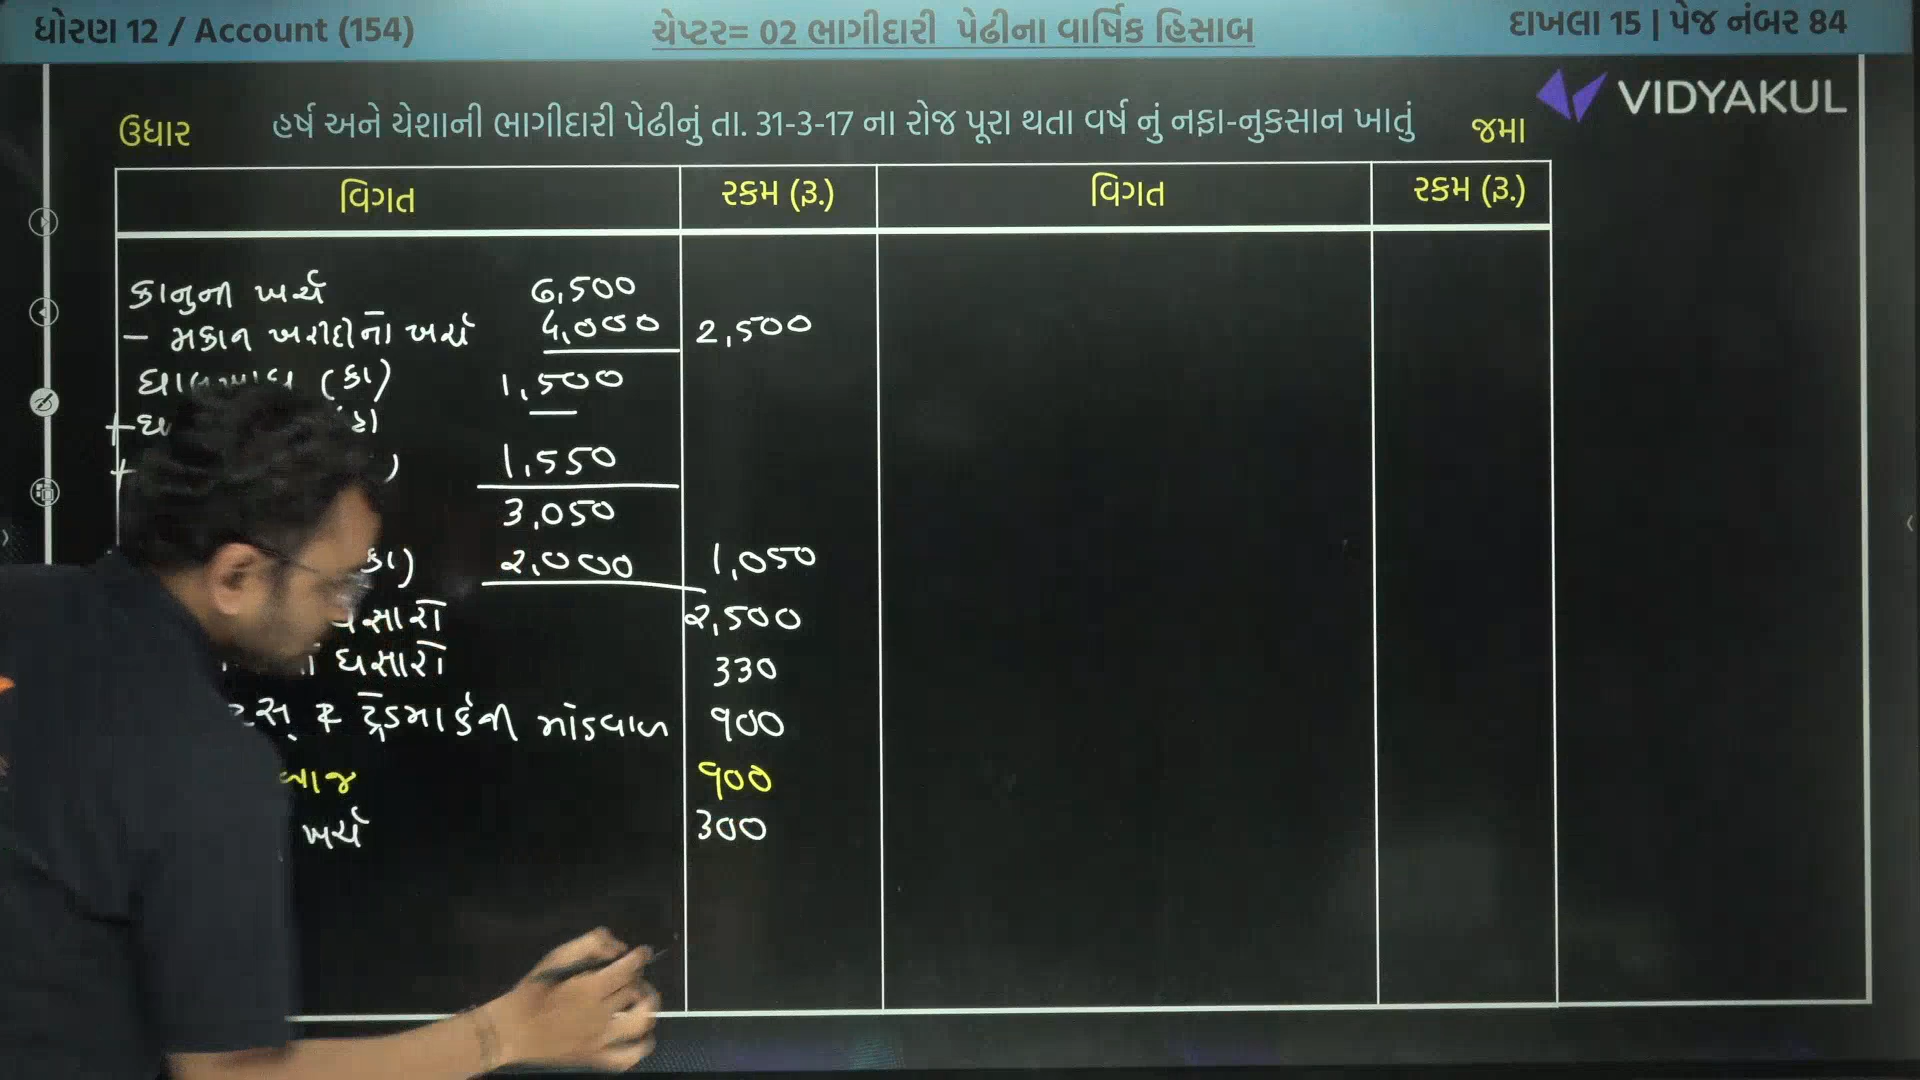 ધોરણ 12 / Account (154)
ચેપ્ટર= 02 ભાગીદારી પેઢીના વાર્ષિક હિસાબ
દાખલા 15 | પેજ નંબર 84
VIDYAKUL
ઉધાર
હર્ષ અને યેશાની ભાગીદારી પેઢીનું તા. 31-3-17 ના રોજ પૂરા થતા વર્ષ નું નફા-નુકસાન ખાતું
જમા
વિગત રકમ (રૂ.) વિગત રકમ (રૂ.)
કાનુની ખર્ચ 6,500
- મકાન ખરીદીનો ખર્ચ 4,000 2,500
(કા) 1,500
+
+ ) 1,550
3,050
કા) 2,000 1,050
ઘસારો 2,500
ઘસારો 330
ટ્રેડમાર્કની માંડવાળ 900
900
ખર્ચ 300